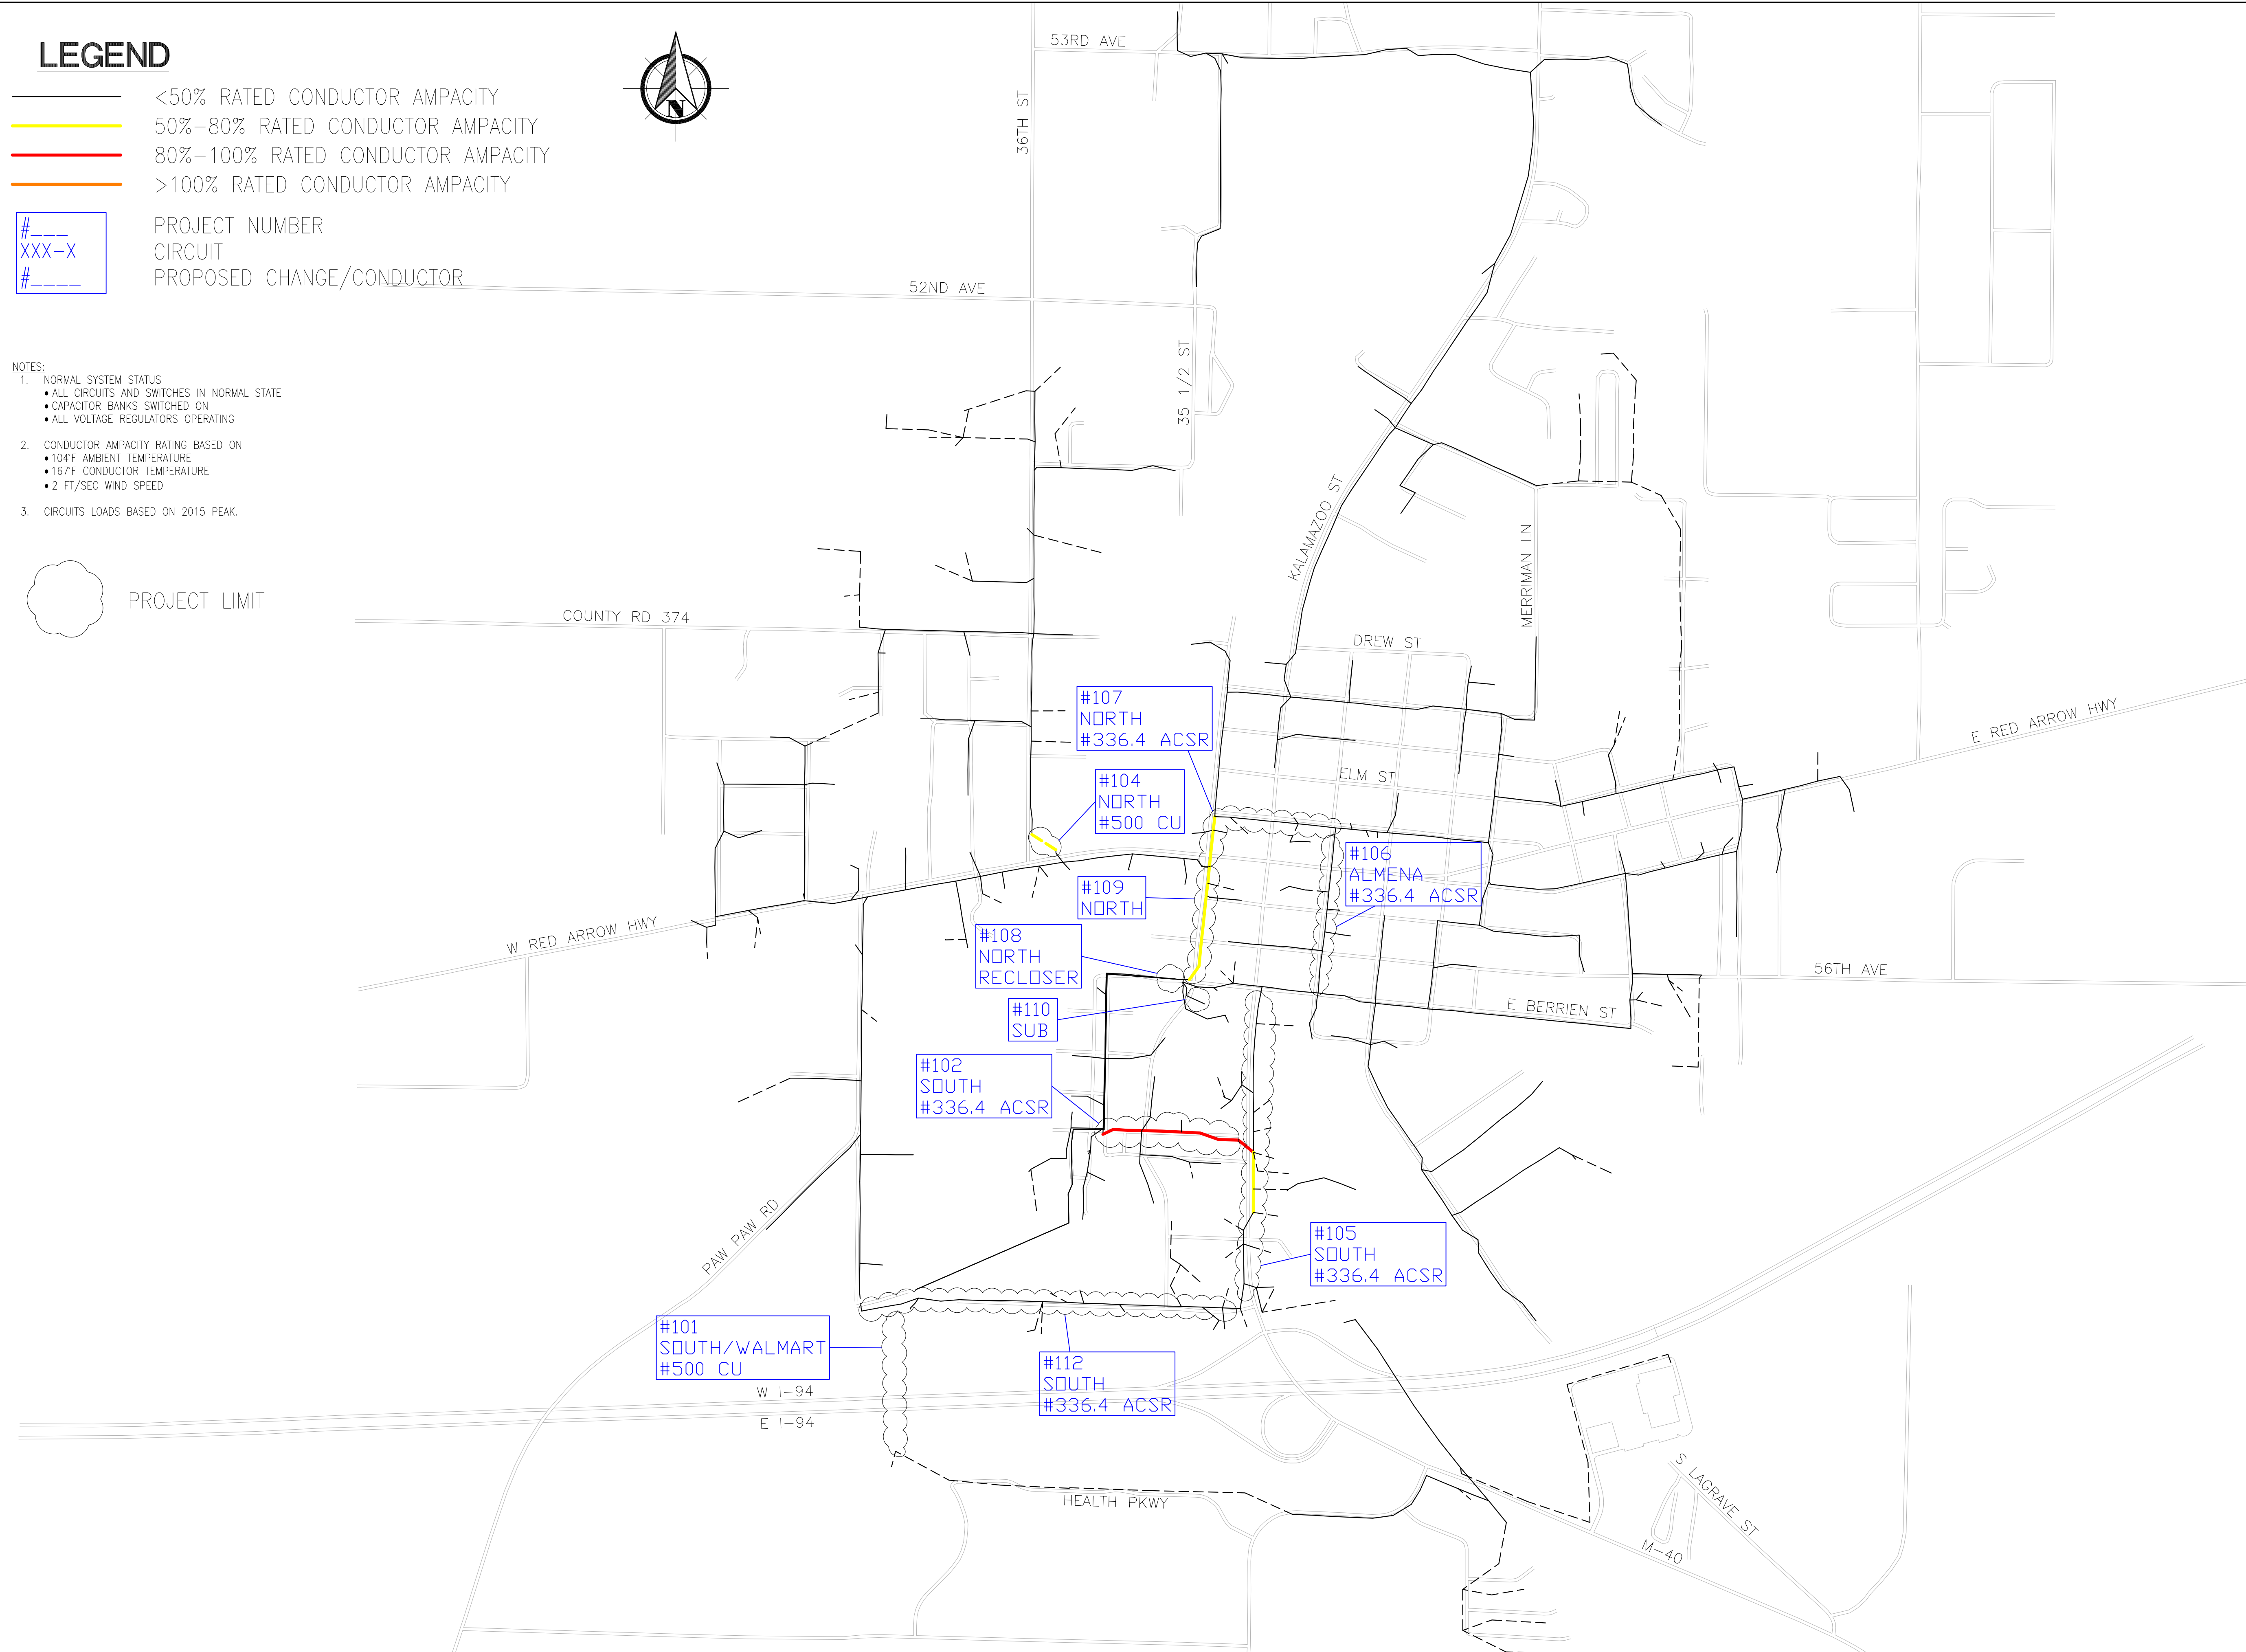 LEGEND
<50% RATED CONDUCTOR AMPACITY
50%-80% RATED CONDUCTOR AMPACITY
80%-100% RATED CONDUCTOR AMPACITY
>100% RATED CONDUCTOR AMPACITY
#___
XXX-X
#____
PROJECT NUMBER
CIRCUIT
PROPOSED CHANGE/CONDUCTOR
N
NOTES:
1. NORMAL SYSTEM STATUS
• ALL CIRCUITS AND SWITCHES IN NORMAL STATE
• CAPACITOR BANKS SWITCHED ON
• ALL VOLTAGE REGULATORS OPERATING
2. CONDUCTOR AMPACITY RATING BASED ON
• 104°F AMBIENT TEMPERATURE
• 167°F CONDUCTOR TEMPERATURE
• 2 FT/SEC WIND SPEED
3. CIRCUITS LOADS BASED ON 2015 PEAK.
PROJECT LIMIT
53RD AVE
36TH ST
52ND AVE
35 1/2 ST
KALAMAZOO ST
MERRIMAN LN
COUNTY RD 374
DREW ST
E RED ARROW HWY
#107
NORTH
#336.4 ACSR
ELM ST
#104
NORTH
#500 CU
#106
ALMENA
#336.4 ACSR
#109
NORTH
W RED ARROW HWY
#108
NORTH
RECLOSER
56TH AVE
#110
SUB
E BERRIEN ST
#102
SOUTH
#336.4 ACSR
PAW PAW RD
#105
SOUTH
#336.4 ACSR
#101
SOUTH/WALMART
#500 CU
#112
SOUTH
#336.4 ACSR
W I-94
E I-94
HEALTH PKWY
S LAGRAVE ST
M-40